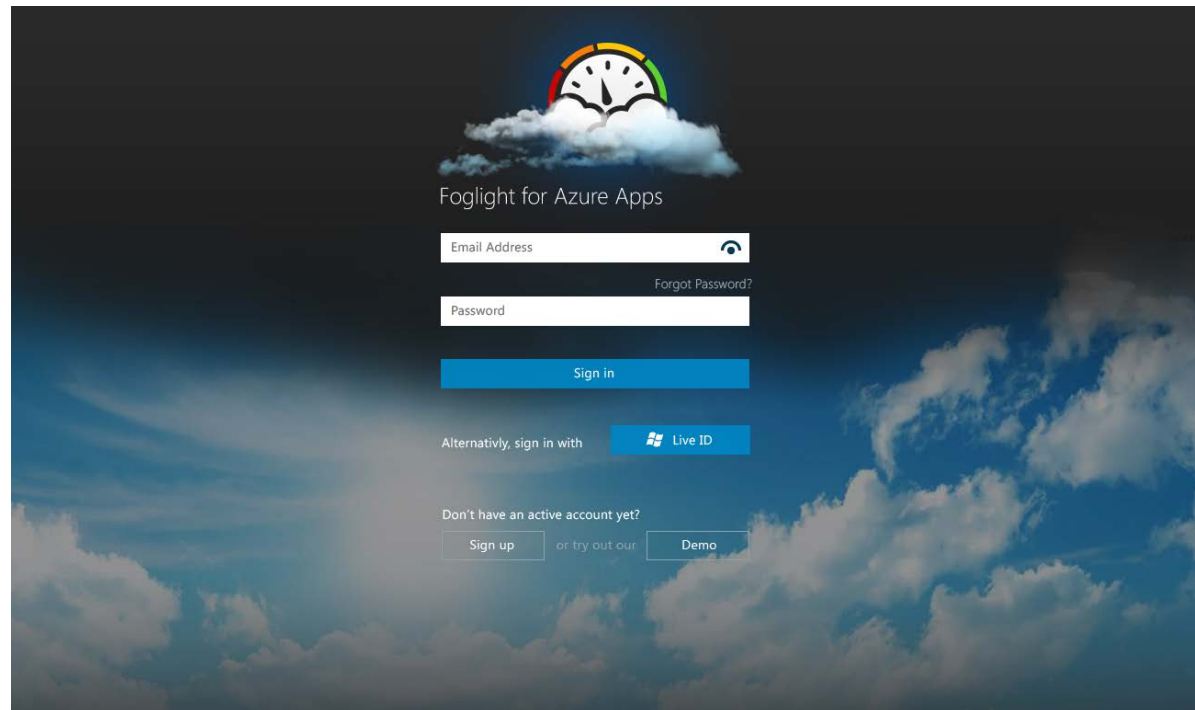 Foglight for Azure Apps
Email Address
Forgot Password?
Password
Sign in
Alternativly, sign in with Live ID
Don't have an active account yet?
Sign up or try out our Demo